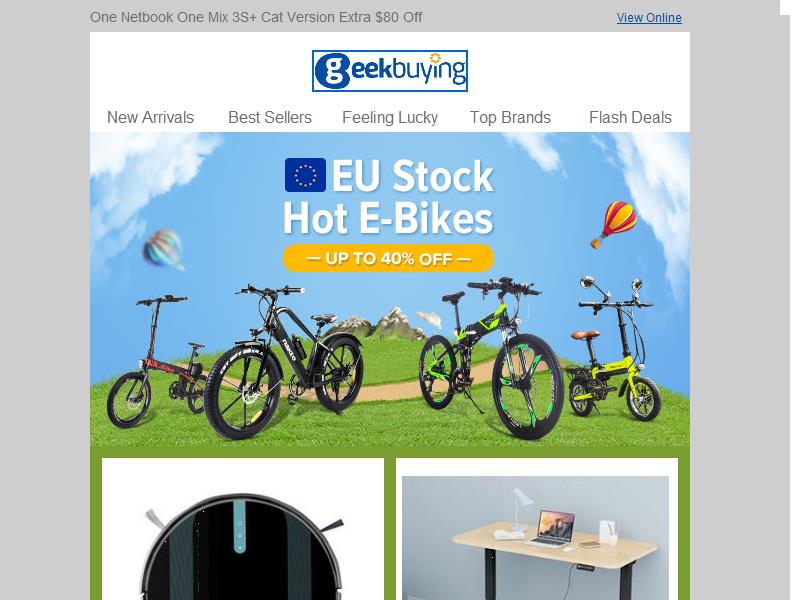 One Netbook One Mix 3S+ Cat Version Extra $80 Off
View Online
geekbuying
New Arrivals
Best Sellers
Feeling Lucky
Top Brands
Flash Deals
EU Stock
Hot E-Bikes
— UP TO 40% OFF —